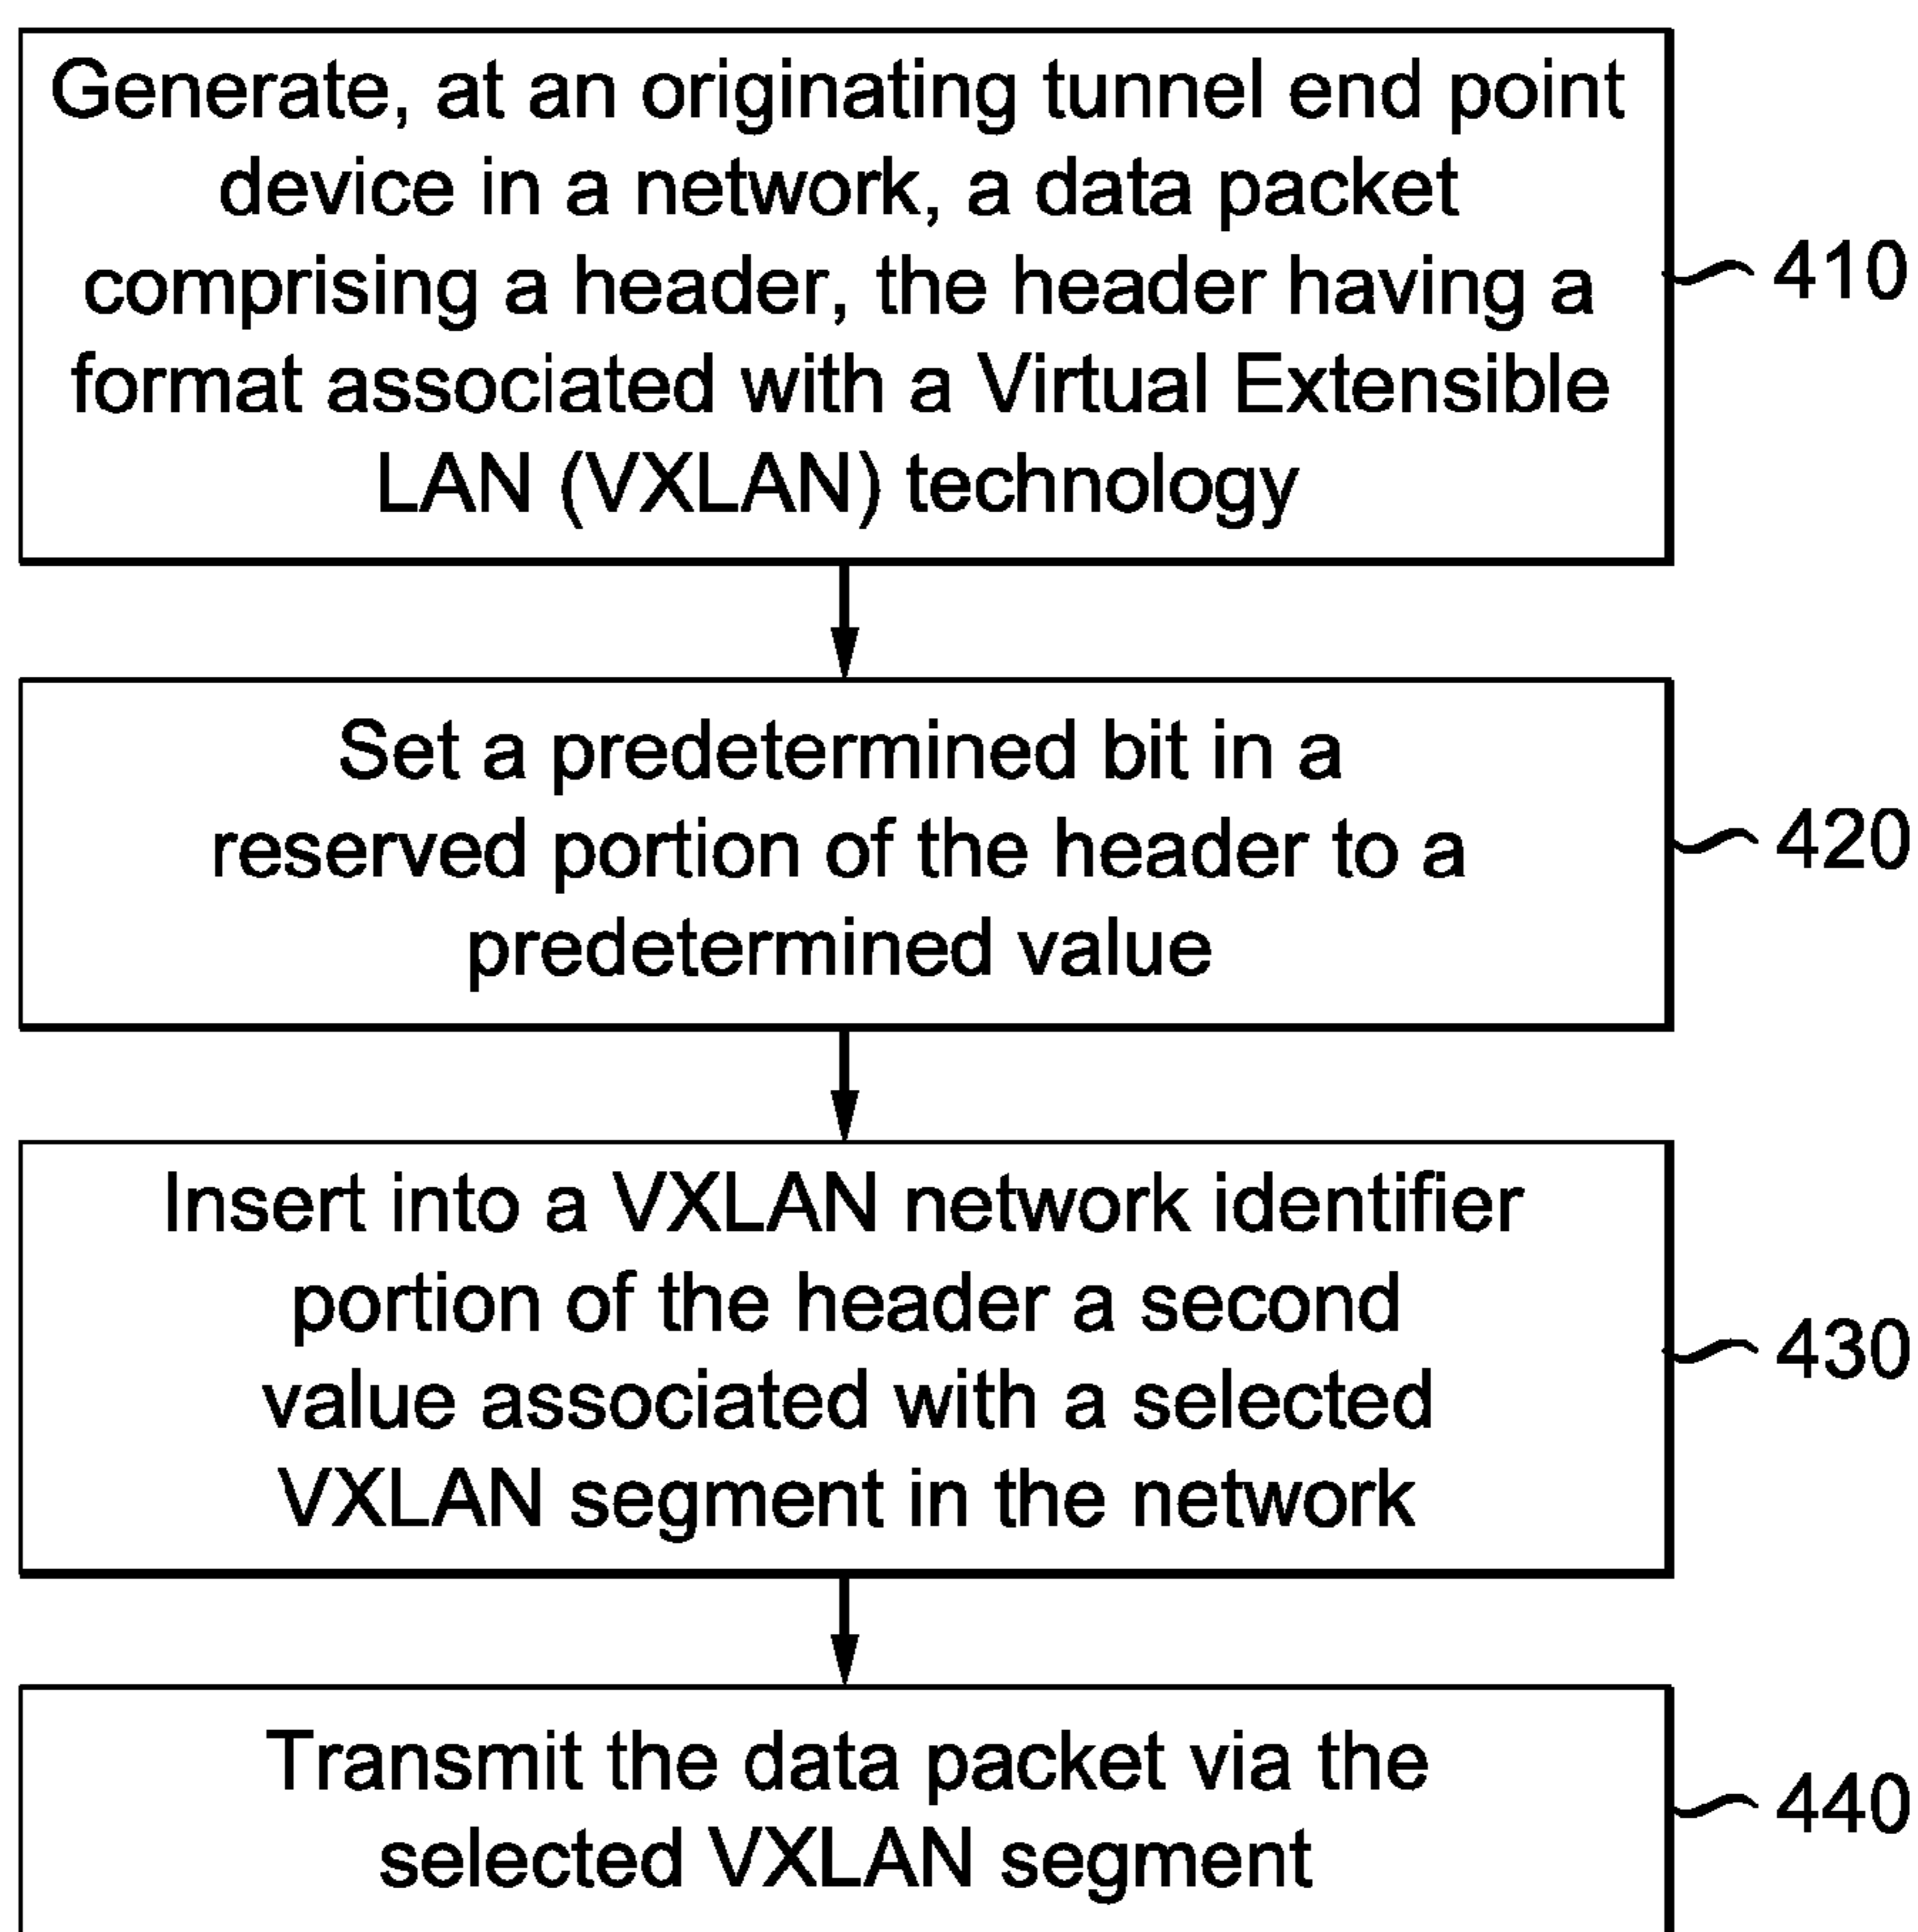 Generate, at an originating tunnel end point
device in a network, a data packet
comprising a header, the header having a
format associated with a Virtual Extensible
LAN (VXLAN) technology
410
Set a predetermined bit in a
reserved portion of the header to a
predetermined value
420
Insert into a VXLAN network identifier
portion of the header a second
value associated with a selected
VXLAN segment in the network
430
Transmit the data packet via the
selected VXLAN segment
440